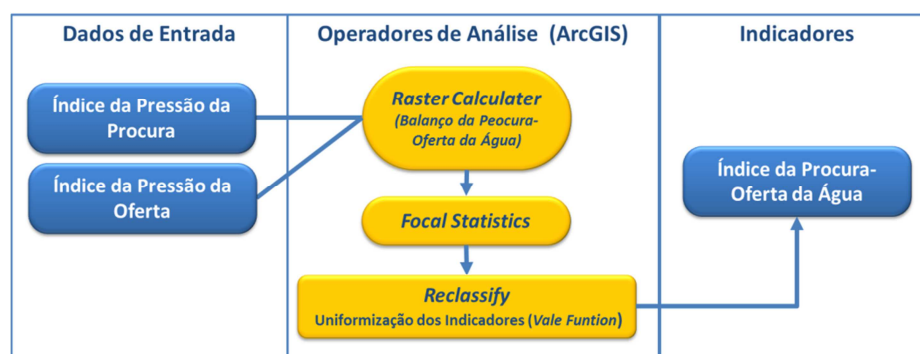 Dados de Entrada
Operadores de Análise (ArcGIS)
Indicadores
Índice da Pressão da
Procura
Índice da Pressão da
Oferta
Raster Calculater
(Balanço da Peocura-
Oferta da Água)
Focal Statistics
Reclassify
Uniformização dos Indicadores (Vale Funtion)
Índice da Procura-
Oferta da Água